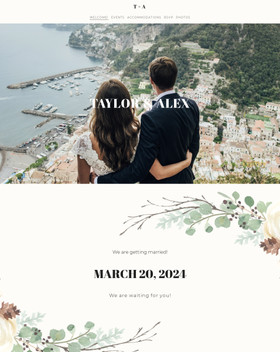 T + A
WELCOME EVENTS ACCOMMODATIONS RSVP PHOTOS
TAYLOR & ALEX
We are getting married!
MARCH 20, 2024
We are waiting for you!